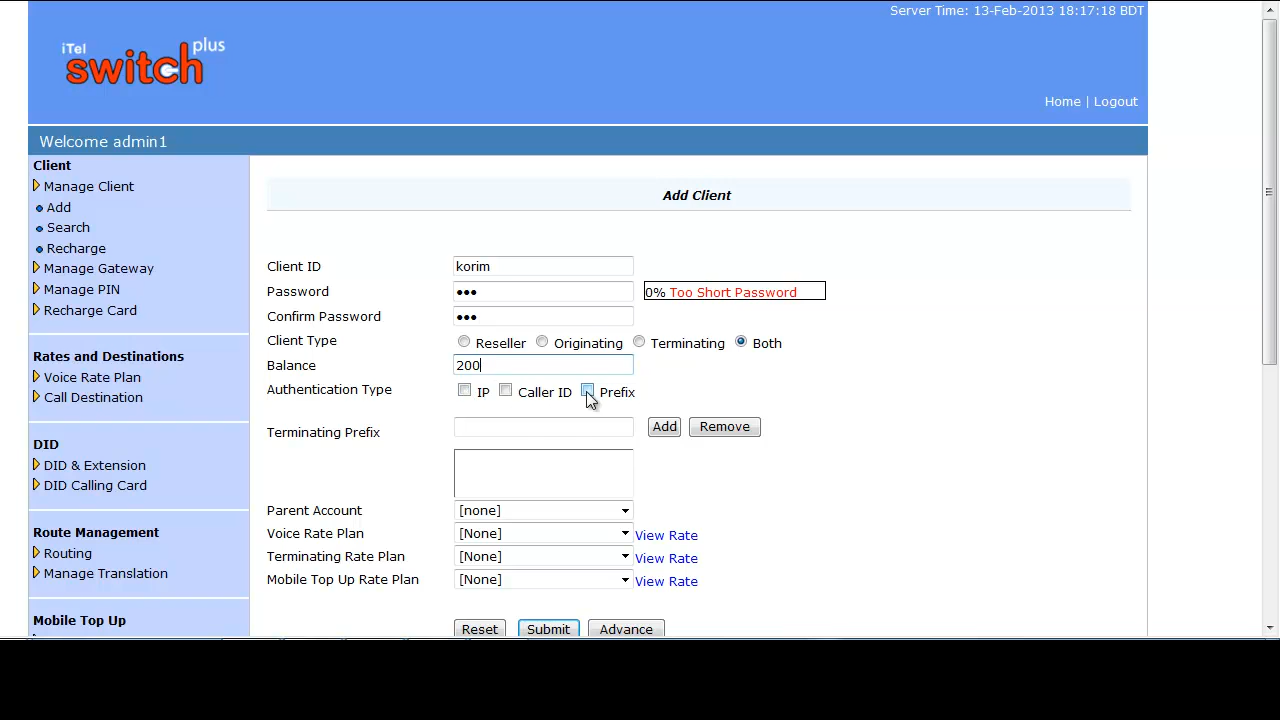 Server Time: 13-Feb-2013 18:17:18 BDT
iTel switch plus
Home | Logout
Welcome admin1
Client
Manage Client
Add
Search
Recharge
Manage Gateway
Manage PIN
Recharge Card
Rates and Destinations
Voice Rate Plan
Call Destination
DID
DID & Extension
DID Calling Card
Route Management
Routing
Manage Translation
Mobile Top Up
Add Client
Client ID korim
Password ●●● 0% Too Short Password
Confirm Password ●●●
Client Type Reseller Originating Terminating Both
Balance 200
Authentication Type IP Caller ID Prefix
Terminating Prefix Add Remove
Parent Account [none]
Voice Rate Plan [None] View Rate
Terminating Rate Plan [None] View Rate
Mobile Top Up Rate Plan [None] View Rate
Reset Submit Advance